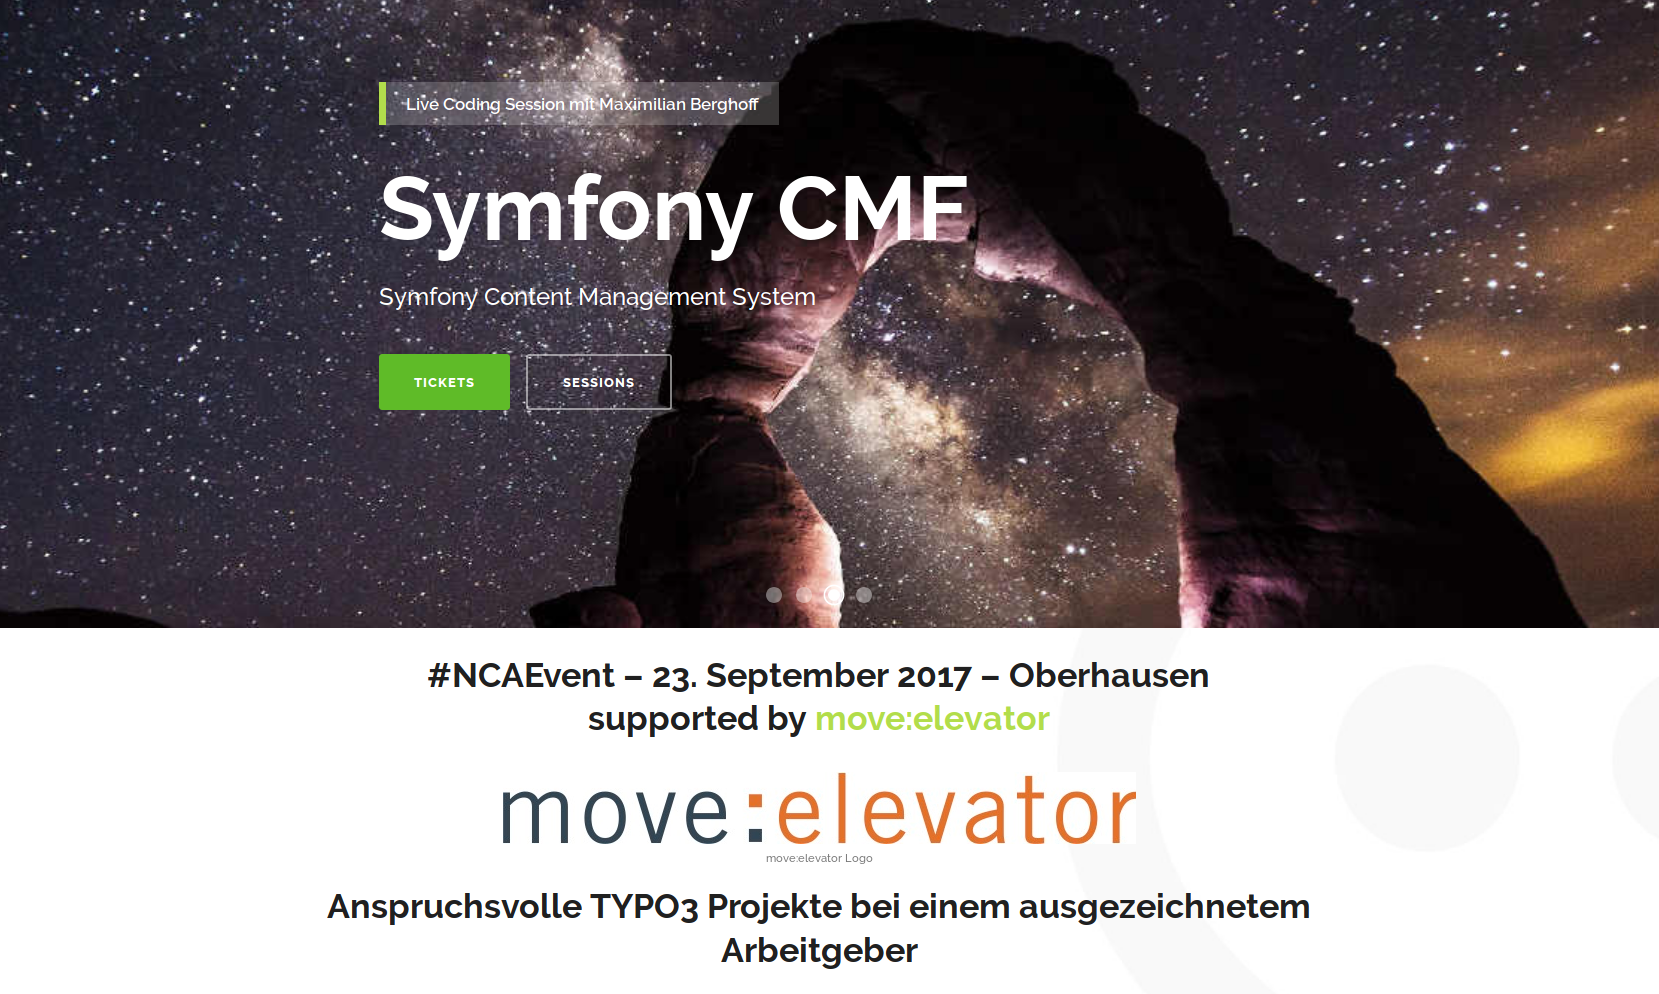 Live Coding Session mit Maximilian Berghoff
Symfony CMF
Symfony Content Management System
TICKETS
SESSIONS
#NCAEvent – 23. September 2017 – Oberhausen
supported by move:elevator
move:elevator
move:elevator Logo
Anspruchsvolle TYPO3 Projekte bei einem ausgezeichnetem
Arbeitgeber